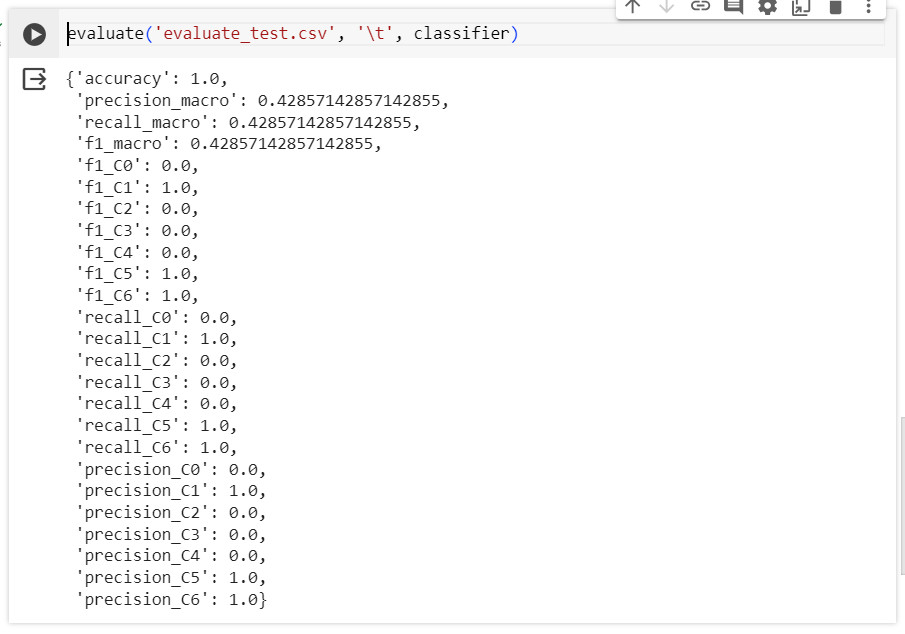 evaluate('evaluate_test.csv', '\t', classifier)
{'accuracy': 1.0,
'precision_macro': 0.42857142857142855,
'recall_macro': 0.42857142857142855,
'f1_macro': 0.42857142857142855,
'f1_C0': 0.0,
'f1_C1': 1.0,
'f1_C2': 0.0,
'f1_C3': 0.0,
'f1_C4': 0.0,
'f1_C5': 1.0,
'f1_C6': 1.0,
'recall_C0': 0.0,
'recall_C1': 1.0,
'recall_C2': 0.0,
'recall_C3': 0.0,
'recall_C4': 0.0,
'recall_C5': 1.0,
'recall_C6': 1.0,
'precision_C0': 0.0,
'precision_C1': 1.0,
'precision_C2': 0.0,
'precision_C3': 0.0,
'precision_C4': 0.0,
'precision_C5': 1.0,
'precision_C6': 1.0}